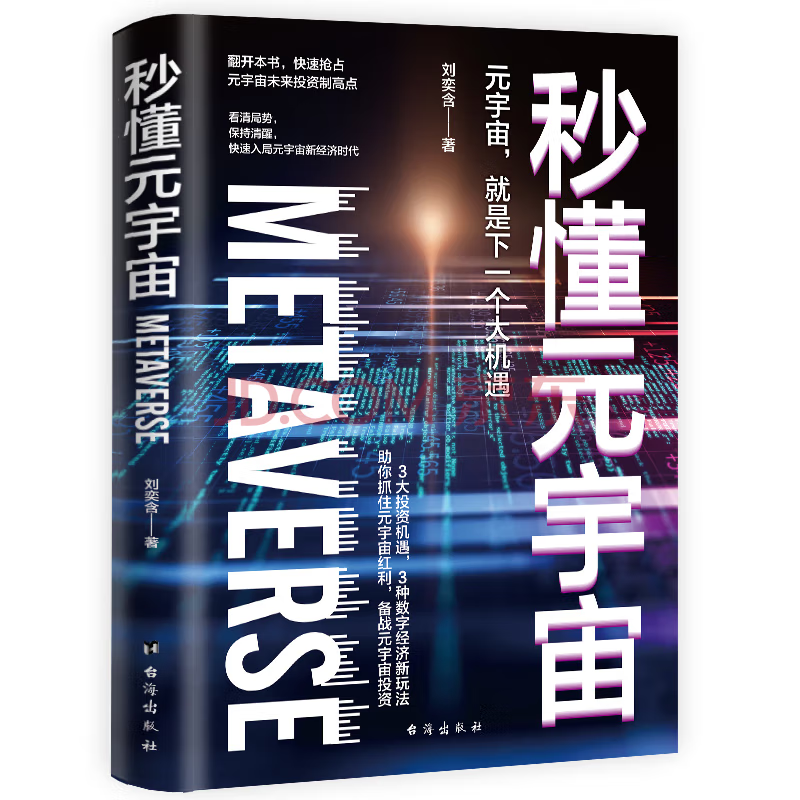 秒懂元宇宙
METAVERSE
刘奕含——著
台海出版社
翻开本书，快速抢占
元宇宙未来投资制高点
看清局势，
保持清醒，
快速入局元宇宙新经济时代
METAVERSE
刘奕含——著
元宇宙，就是下一个大机遇
秒懂元宇宙
3大投资机遇，3种数字经济新玩法
助你抓住元宇宙红利，备战元宇宙投资
台海出版社
JD.COM 京东